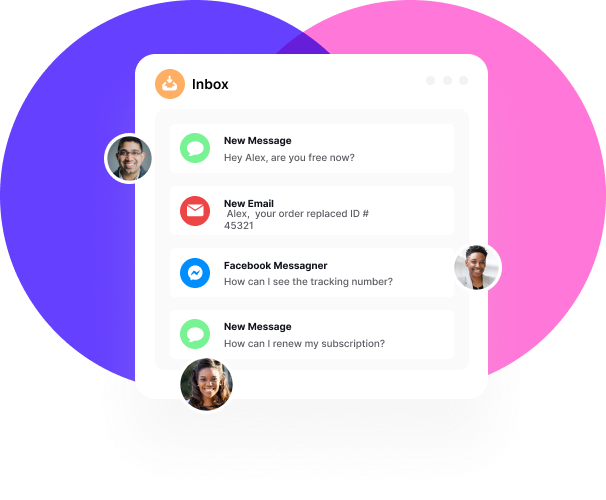 Inbox
New Message
Hey Alex, are you free now?
New Email
Alex,  your order replaced ID #
45321
Facebook Messagner
How can I see the tracking number?
New Message
How can I renew my subscription?